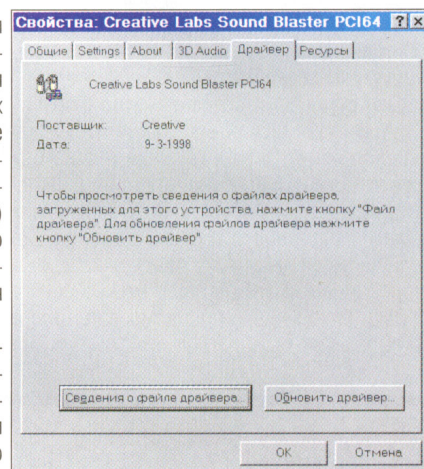 Свойства: Creative Labs Sound Blaster PCI64
Общие Settings About 3D Audio Драйвер Ресурсы
Creative Labs Sound Blaster PCI64
Поставщик: Creative
Дата: 9- 3-1998
Чтобы просмотреть сведения о файлах драйвера,
загруженных для этого устройства, нажмите кнопку "Файл
драйвера". Для обновления файлов драйвера нажмите
кнопку "Обновить драйвер"
Сведения о файле драйвера... Обновить драйвер...
OK Отмена